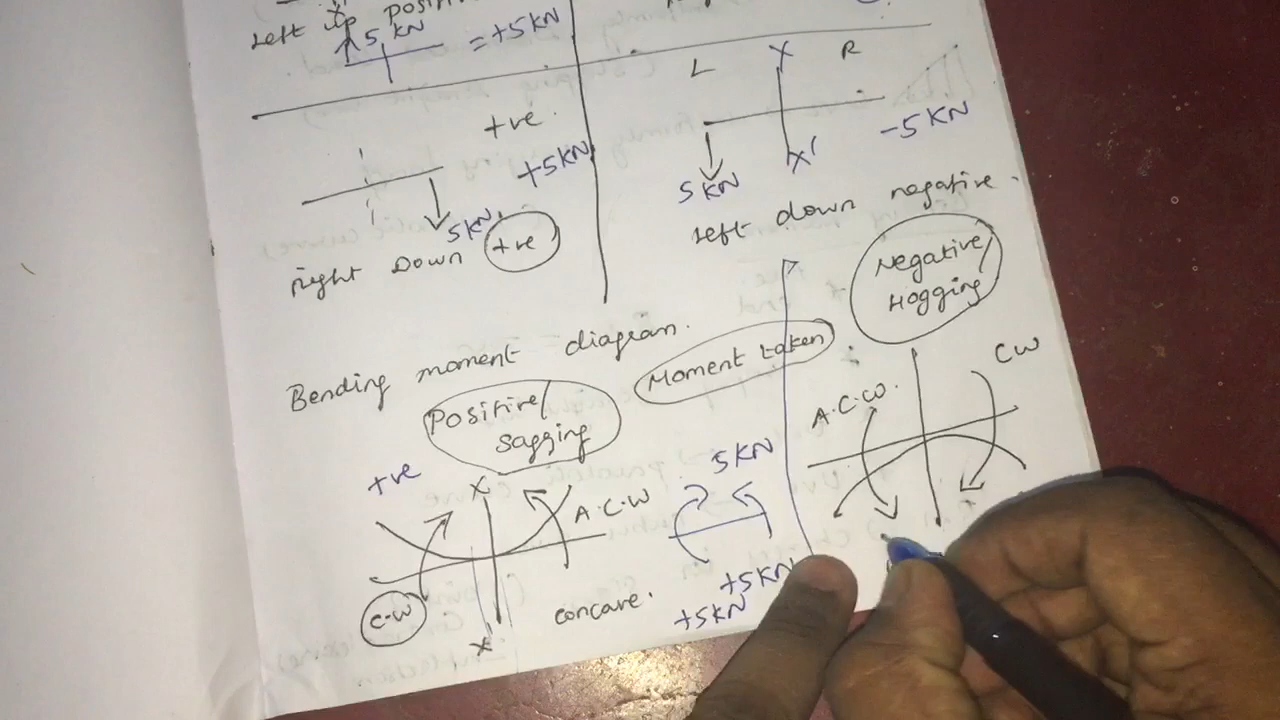 Left up
5 KN
= +5KN
L
X
R
+ve.
+5KN
-5KN
X'
5KN
5KN
left down negative.
right Down +ve
Negative/
Hogging
Bending moment diagram.
Moment taken
Positive/
Sagging
CW
A.C.W.
+ve
X
A.C.W
5KN
C.W
concave.
+5KN
+5KN
X'